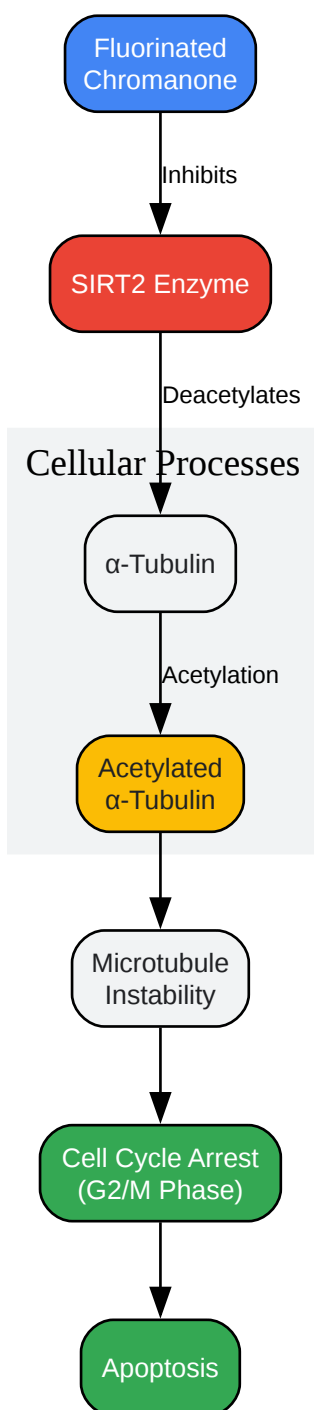 Fluorinated
Chromanone
Inhibits
SIRT2 Enzyme
Deacetylates
Cellular Processes
α-Tubulin
Acetylation
Acetylated
α-Tubulin
Microtubule
Instability
Cell Cycle Arrest
(G2/M Phase)
Apoptosis